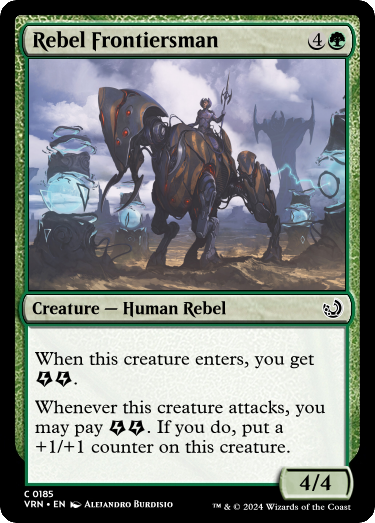 Rebel Frontiersman 4
Creature — Human Rebel
When this creature enters, you get
.
Whenever this creature attacks, you
may pay . If you do, put a
+1/+1 counter on this creature.
4/4
C 0185
VRN • EN Alejandro Burdisio
™ & © 2024 Wizards of the Coast